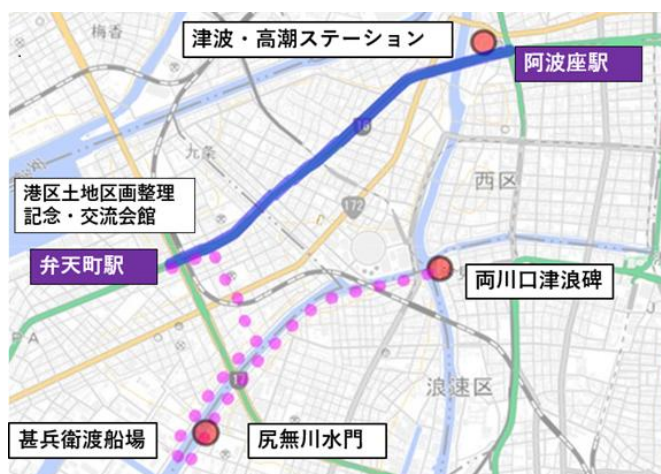 梅香
津波・高潮ステーション
阿波座駅
16
九条
西区
港区土地区画整理
記念・交流会館
172
弁天町駅
両川口津浪碑
17
浪速区
甚兵衛渡船場
尻無川水門